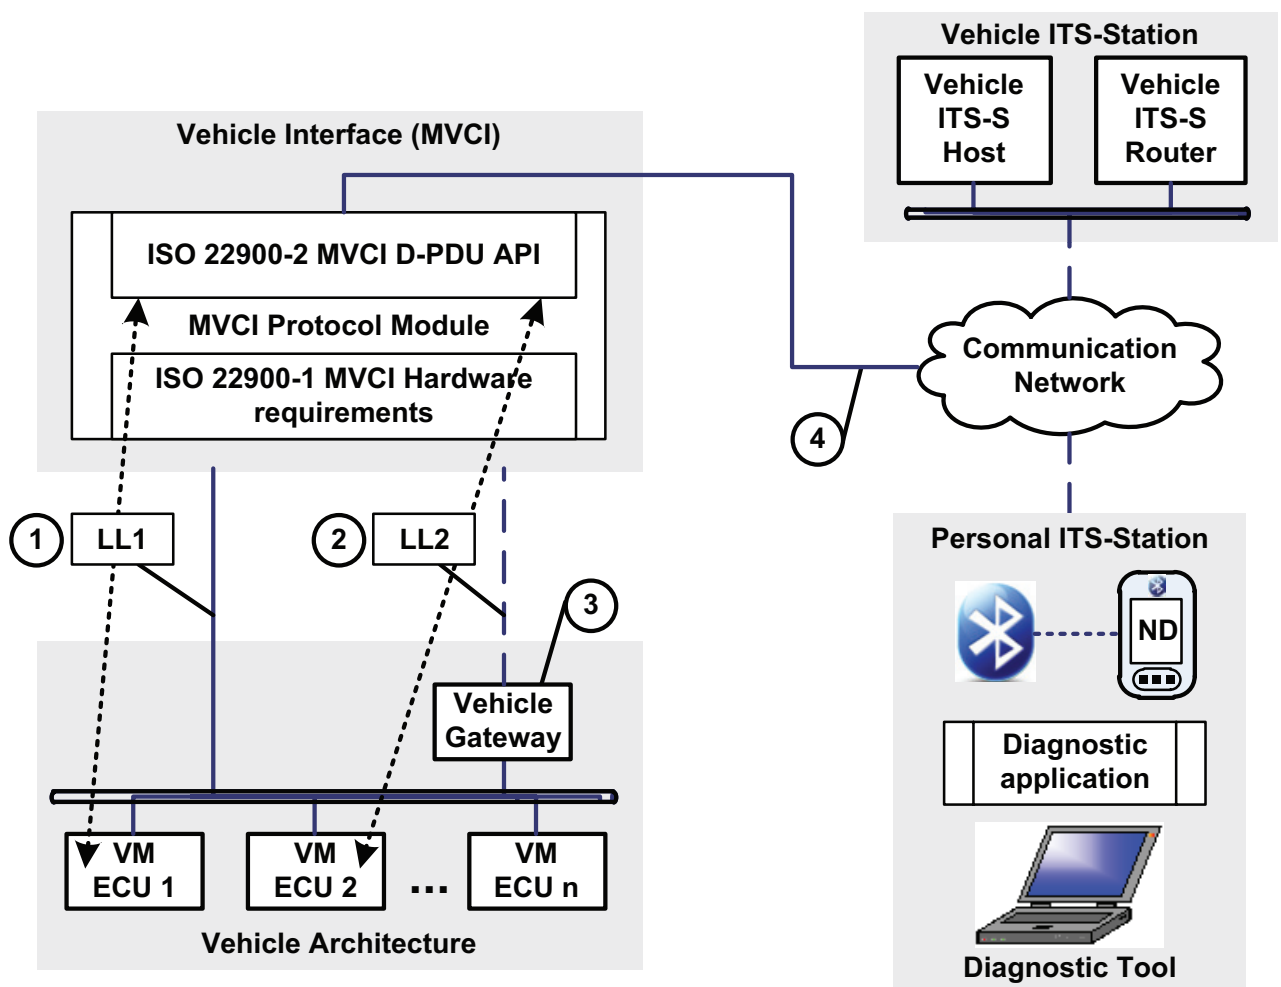 Vehicle ITS-Station
Vehicle
ITS-S
Host
Vehicle
ITS-S
Router
Vehicle Interface (MVCI)
ISO 22900-2 MVCI D-PDU API
MVCI Protocol Module
ISO 22900-1 MVCI Hardware
requirements
Communication
Network
4
1
LL1
2
LL2
3
Personal ITS-Station
ND
Vehicle
Gateway
Diagnostic
application
VM
ECU 1
VM
ECU 2
...
VM
ECU n
Vehicle Architecture
Diagnostic Tool